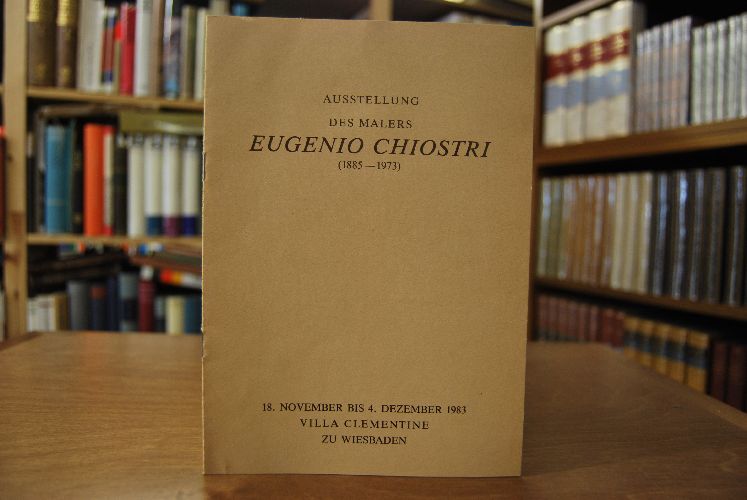 AUSSTELLUNG
DES MALERS
EUGENIO CHIOSTRI
(1885—1973)
18. NOVEMBER BIS 4. DEZEMBER 1983
VILLA CLEMENTINE
ZU WIESBADEN